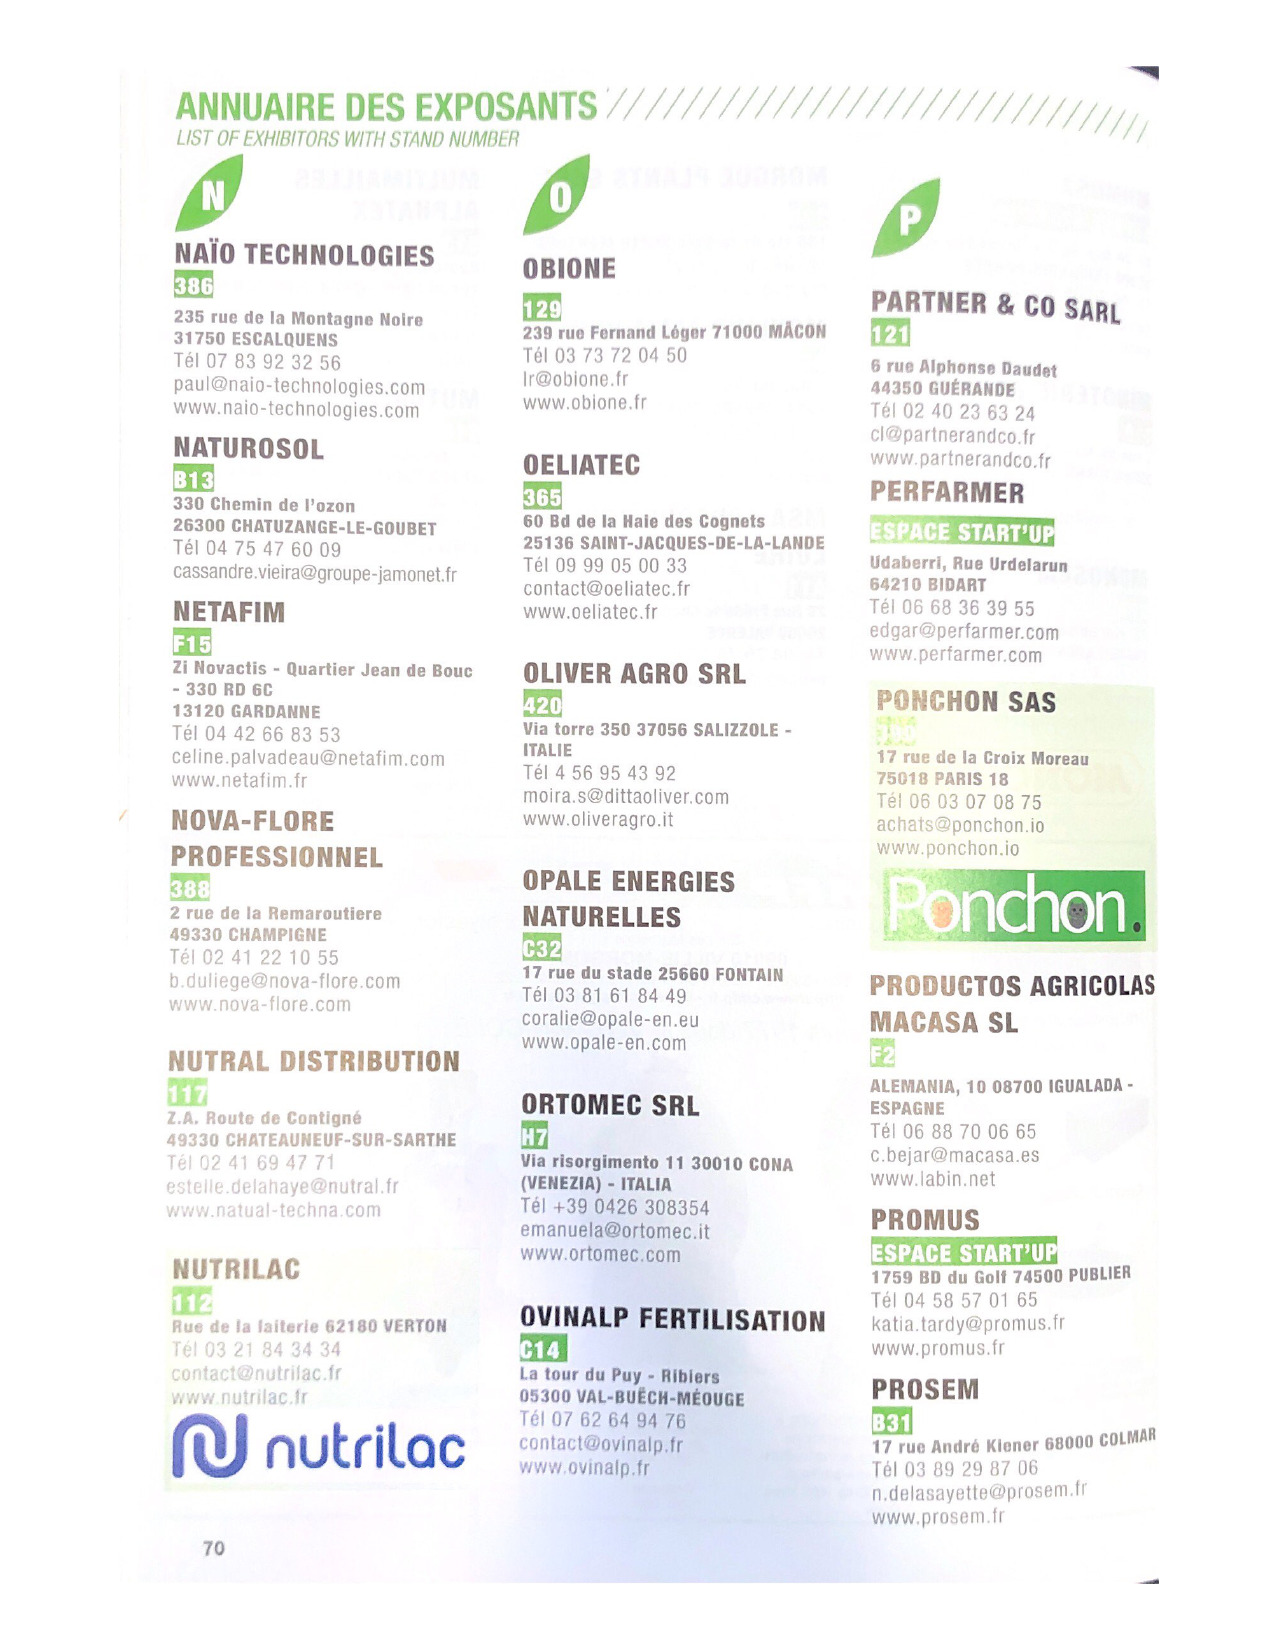 ANNUAIRE DES EXPOSANTS
LIST OF EXHIBITORS WITH STAND NUMBER
N
NAÏO TECHNOLOGIES
386
235 rue de la Montagne Noire
31750 ESCALQUENS
Tél 07 83 92 32 56
paul@naio-technologies.com
www.naio-technologies.com
NATUROSOL
B13
330 Chemin de l'ozon
26300 CHATUZANGE-LE-GOUBET
Tél 04 75 47 60 09
cassandre.vieira@groupe-jamonet.fr
NETAFIM
F15
Zi Novactis - Quartier Jean de Bouc
- 330 RD 6C
13120 GARDANNE
Tél 04 42 66 83 53
celine.palvadeau@netafim.com
www.netafim.fr
NOVA-FLORE
PROFESSIONNEL
388
2 rue de la Remaroutiere
49330 CHAMPIGNE
Tél 02 41 22 10 55
b.duliege@nova-flore.com
www.nova-flore.com
NUTRAL DISTRIBUTION
117
Z.A. Route de Contigné
49330 CHATEAUNEUF-SUR-SARTHE
Tél 02 41 69 47 71
estelle.delahaye@nutral.fr
www.natual-techna.com
NUTRILAC
112
Rue de la laiterie 62180 VERTON
Tél 03 21 84 34 34
contact@nutrilac.fr
www.nutrilac.fr
nutrilac
70
O
OBIONE
129
239 rue Fernand Léger 71000 MÂCON
Tél 03 73 72 04 50
lr@obione.fr
www.obione.fr
OELIATEC
365
60 Bd de la Haie des Cognets
25136 SAINT-JACQUES-DE-LA-LANDE
Tél 09 99 05 00 33
contact@oeliatec.fr
www.oeliatec.fr
OLIVER AGRO SRL
420
Via torre 350 37056 SALIZZOLE -
ITALIE
Tél 4 56 95 43 92
moira.s@dittaoliver.com
www.oliveragro.it
OPALE ENERGIES
NATURELLES
C32
17 rue du stade 25660 FONTAIN
Tél 03 81 61 84 49
coralie@opale-en.eu
www.opale-en.com
ORTOMEC SRL
H7
Via risorgimento 11 30010 CONA
(VENEZIA) - ITALIA
Tél +39 0426 308354
emanuela@ortomec.it
www.ortomec.com
OVINALP FERTILISATION
C14
La tour du Puy - Ribiers
05300 VAL-BUËCH-MÉOUGE
Tél 07 62 64 94 76
contact@ovinalp.fr
www.ovinalp.fr
P
PARTNER & CO SARL
121
6 rue Alphonse Daudet
44350 GUÉRANDE
Tél 02 40 23 63 24
cl@partnerandco.fr
www.partnerandco.fr
PERFARMER
ESPACE START'UP
Udaberri, Rue Urdelarun
64210 BIDART
Tél 06 68 36 39 55
edgar@perfarmer.com
www.perfarmer.com
PONCHON SAS
17 rue de la Croix Moreau
75018 PARIS 18
Tél 06 03 07 08 75
achats@ponchon.io
www.ponchon.io
Ponchon.
PRODUCTOS AGRICOLAS
MACASA SL
F2
ALEMANIA, 10 08700 IGUALADA -
ESPAGNE
Tél 06 88 70 06 65
c.bejar@macasa.es
www.labin.net
PROMUS
ESPACE START'UP
1759 BD du Golf 74500 PUBLIER
Tél 04 58 57 01 65
katia.tardy@promus.fr
www.promus.fr
PROSEM
B31
17 rue André Kiener 68000 COLMAR
Tél 03 89 29 87 06
n.delasayette@prosem.fr
www.prosem.fr